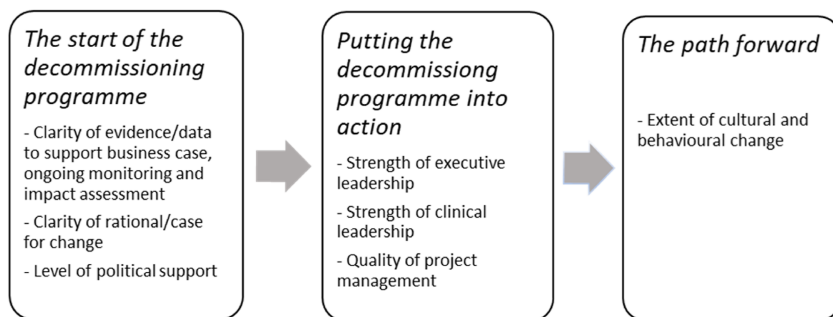 The start of the
decommissioning
programme
- Clarity of evidence/data
to support business case,
ongoing monitoring and
impact assessment
- Clarity of rational/case
for change
- Level of political support
Putting the
decommissiong
programme into
action
- Strength of executive
leadership
- Strength of clinical
leadership
- Quality of project
management
The path forward
- Extent of cultural and
behavioural change